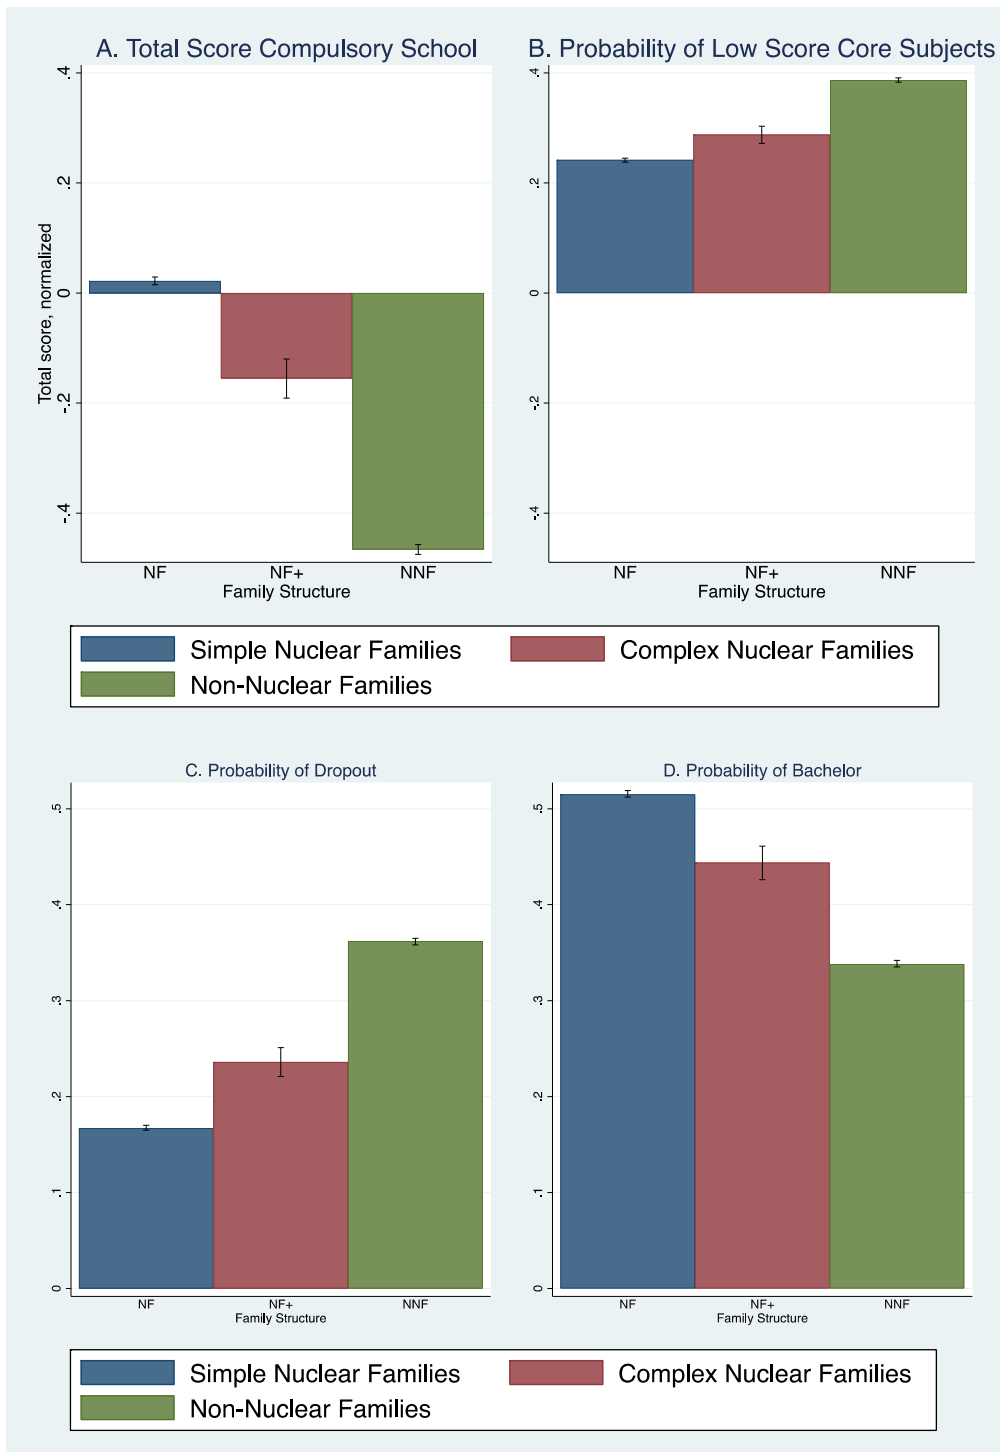 A. Total Score Compulsory School
B. Probability of Low Score Core Subjects
Total score, normalized
.4
.2
0
-.2
-.4
NF
NF+
NNF
Family Structure
.4
.2
0
-.2
-.4
NF
NF+
NNF
Family Structure
Simple Nuclear Families
Complex Nuclear Families
Non-Nuclear Families
C. Probability of Dropout
.5
.4
.3
.2
.1
0
NF
NF+
NNF
Family Structure
D. Probability of Bachelor
.5
.4
.3
.2
.1
0
NF
NF+
NNF
Family Structure
Simple Nuclear Families
Complex Nuclear Families
Non-Nuclear Families